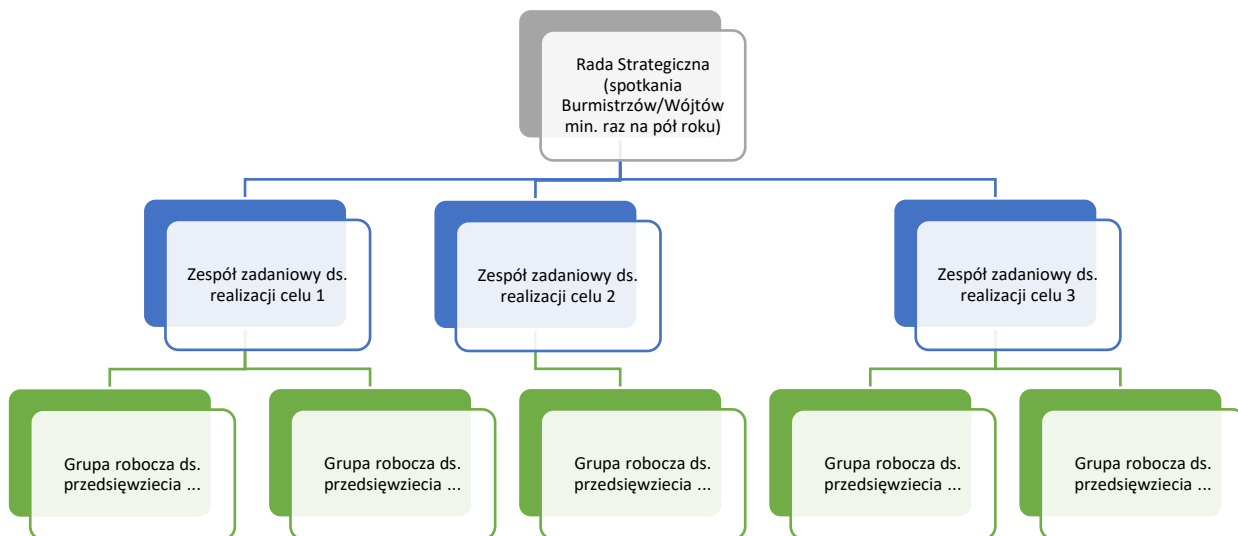 Rada Strategiczna
(spotkania
Burmistrzów/Wójtów
min. raz na pół roku)
Zespół zadaniowy ds.
realizacji celu 1
Zespół zadaniowy ds.
realizacji celu 2
Zespół zadaniowy ds.
realizacji celu 3
Grupa robocza ds.
przedsięwziecia ...
Grupa robocza ds.
przedsięwziecia ...
Grupa robocza ds.
przedsięwziecia ...
Grupa robocza ds.
przedsięwziecia ...
Grupa robocza ds.
przedsięwziecia ...